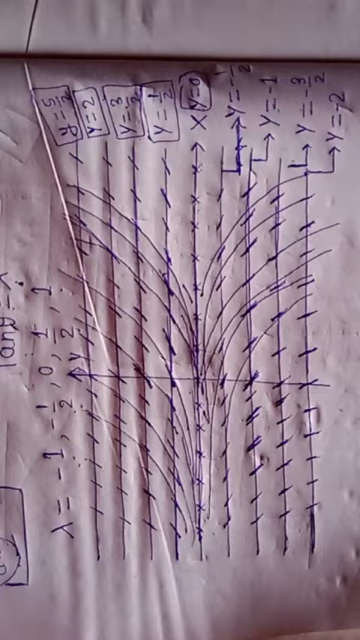 λ = -1, -1/2, 0, 1/2, 1
Y
y = 5/2
y = 2
y = 3/2
y = 1/2
X y=0
y = -1/2
y = -1
y = -3/2
y = -2